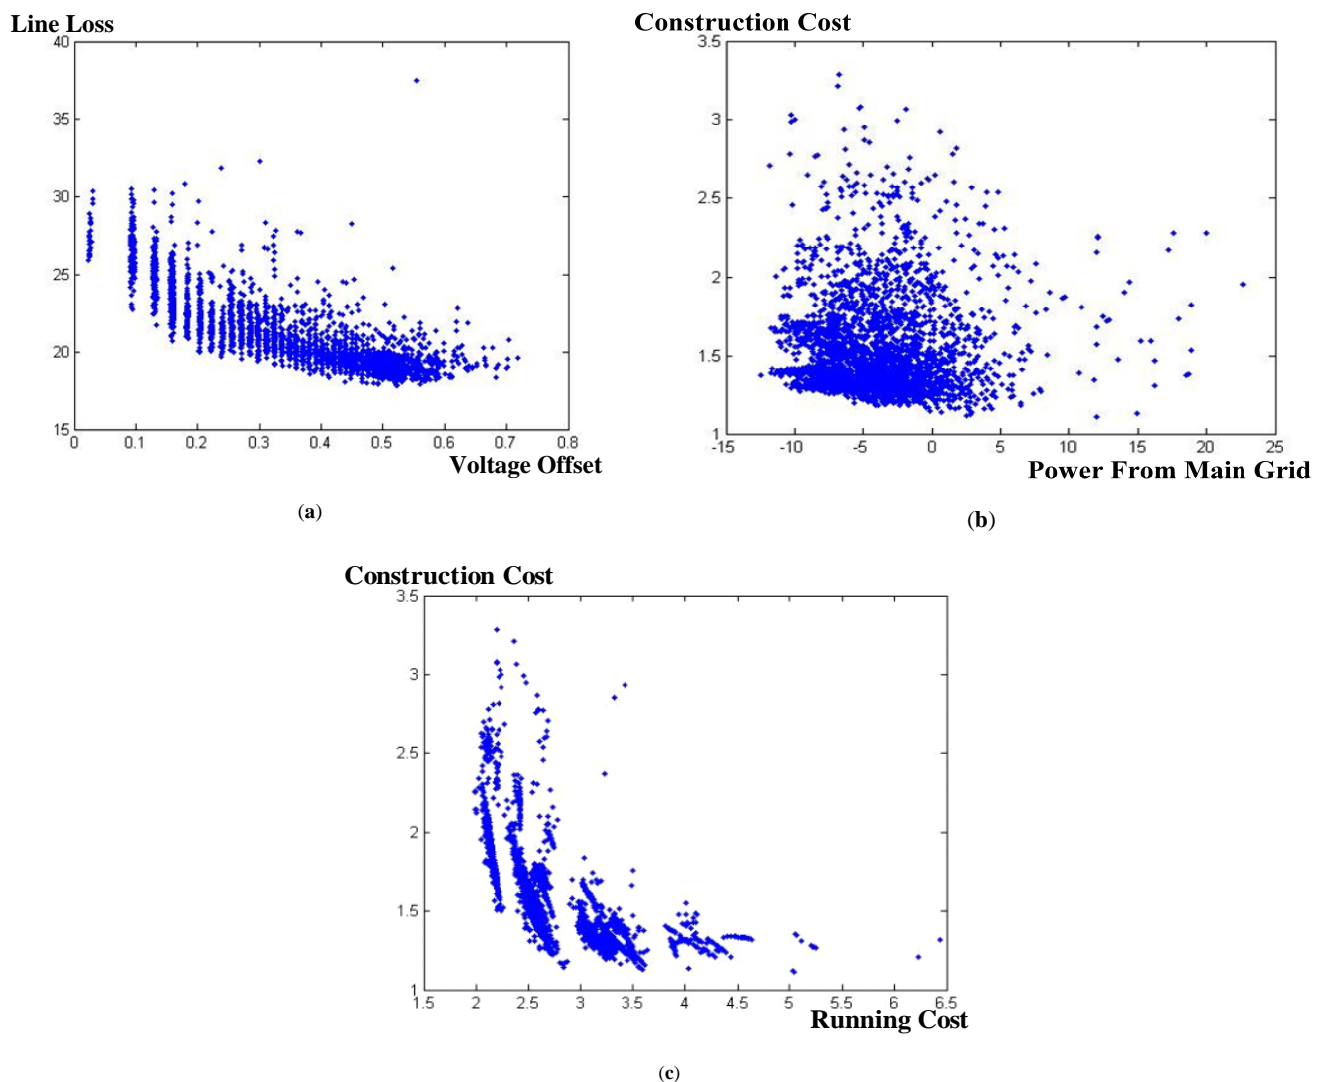 Line Loss
40
35
30
25
20
15
0 0.1 0.2 0.3 0.4 0.5 0.6 0.7 0.8
Voltage Offset
(a)
Construction Cost
3.5
3
2.5
2
1.5
1
-15 -10 -5 0 5 10 15 20 25
Power From Main Grid
(b)
Construction Cost
3.5
3
2.5
2
1.5
1
1.5 2 2.5 3 3.5 4 4.5 5 5.5 6 6.5
Running Cost
(c)